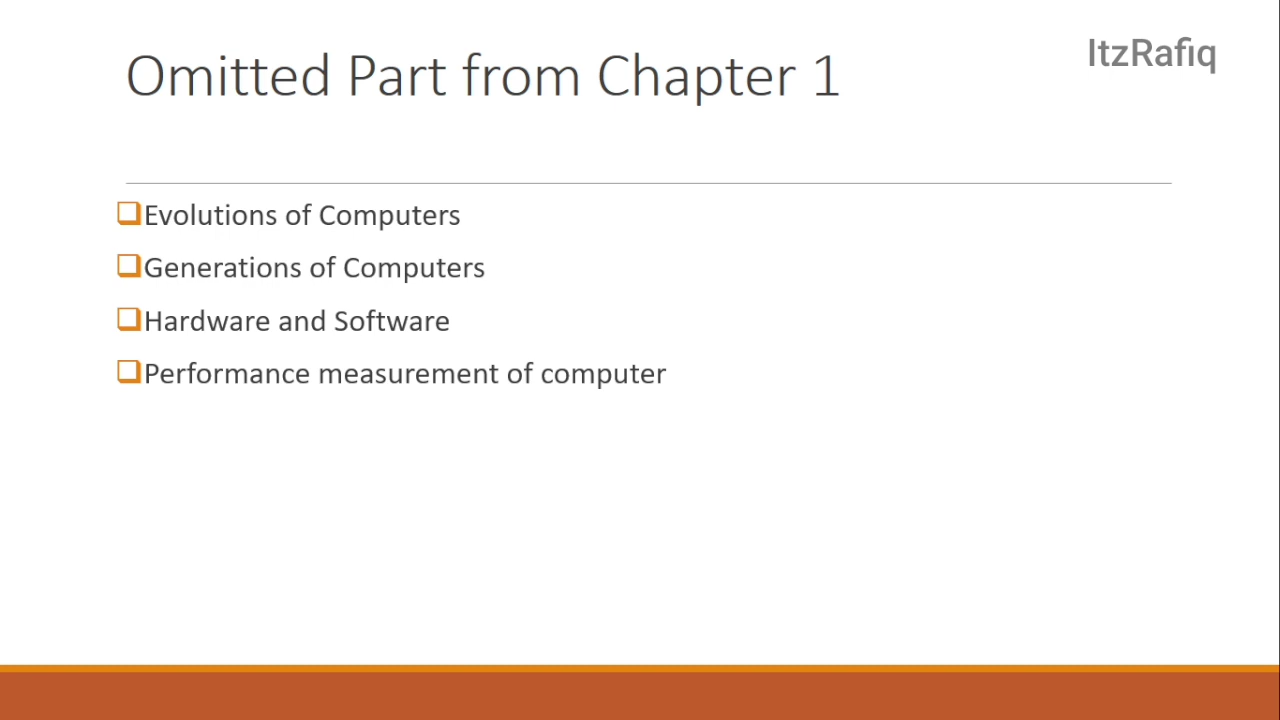 Omitted Part from Chapter 1
ItzRafiq
Evolutions of Computers
Generations of Computers
Hardware and Software
Performance measurement of computer